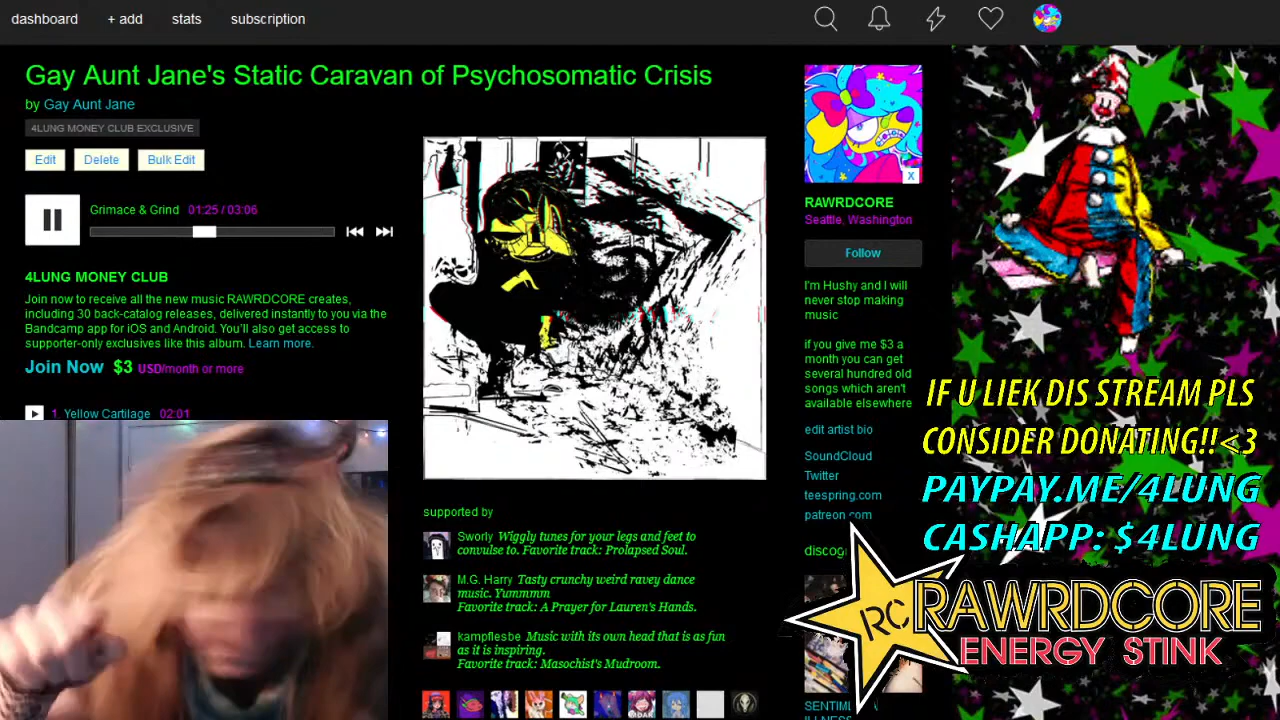 dashboard + add stats subscription
Gay Aunt Jane's Static Caravan of Psychosomatic Crisis
by Gay Aunt Jane
4LUNG MONEY CLUB EXCLUSIVE
Edit Delete Bulk Edit
Grimace & Grind 01:25 / 03:06
4LUNG MONEY CLUB
Join now to receive all the new music RAWRDCORE creates,
including 30 back-catalog releases, delivered instantly to you via the
Bandcamp app for iOS and Android. You'll also get access to
supporter-only exclusives like this album. Learn more.
Join Now $3 USD/month or more
1. Yellow Cartilage 02:01
supported by
Sworly Wiggly tunes for your legs and feet to
convulse to. Favorite track: Prolapsed Soul.
M.G. Harry Tasty crunchy weird ravey dance
music. Yummmm
Favorite track: A Prayer for Lauren's Hands.
kampflesbe Music with its own head that is as fun
as it is inspiring.
Favorite track: Masochist's Mudroom.
X
RAWRDCORE
Seattle, Washington
Follow
I'm Hushy and I will
never stop making
music
if you give me $3 a
month you can get
several hundred old
songs which aren't
available elsewhere
edit artist bio
SoundCloud
Twitter
teespring.com
patreon.com
discog
IF U LIEK DIS STREAM PLS
CONSIDER DONATING!!<3
PAYPAY.ME/4LUNG
CASHAPP: $4LUNG
RC RAWRDCORE
ENERGY STINK